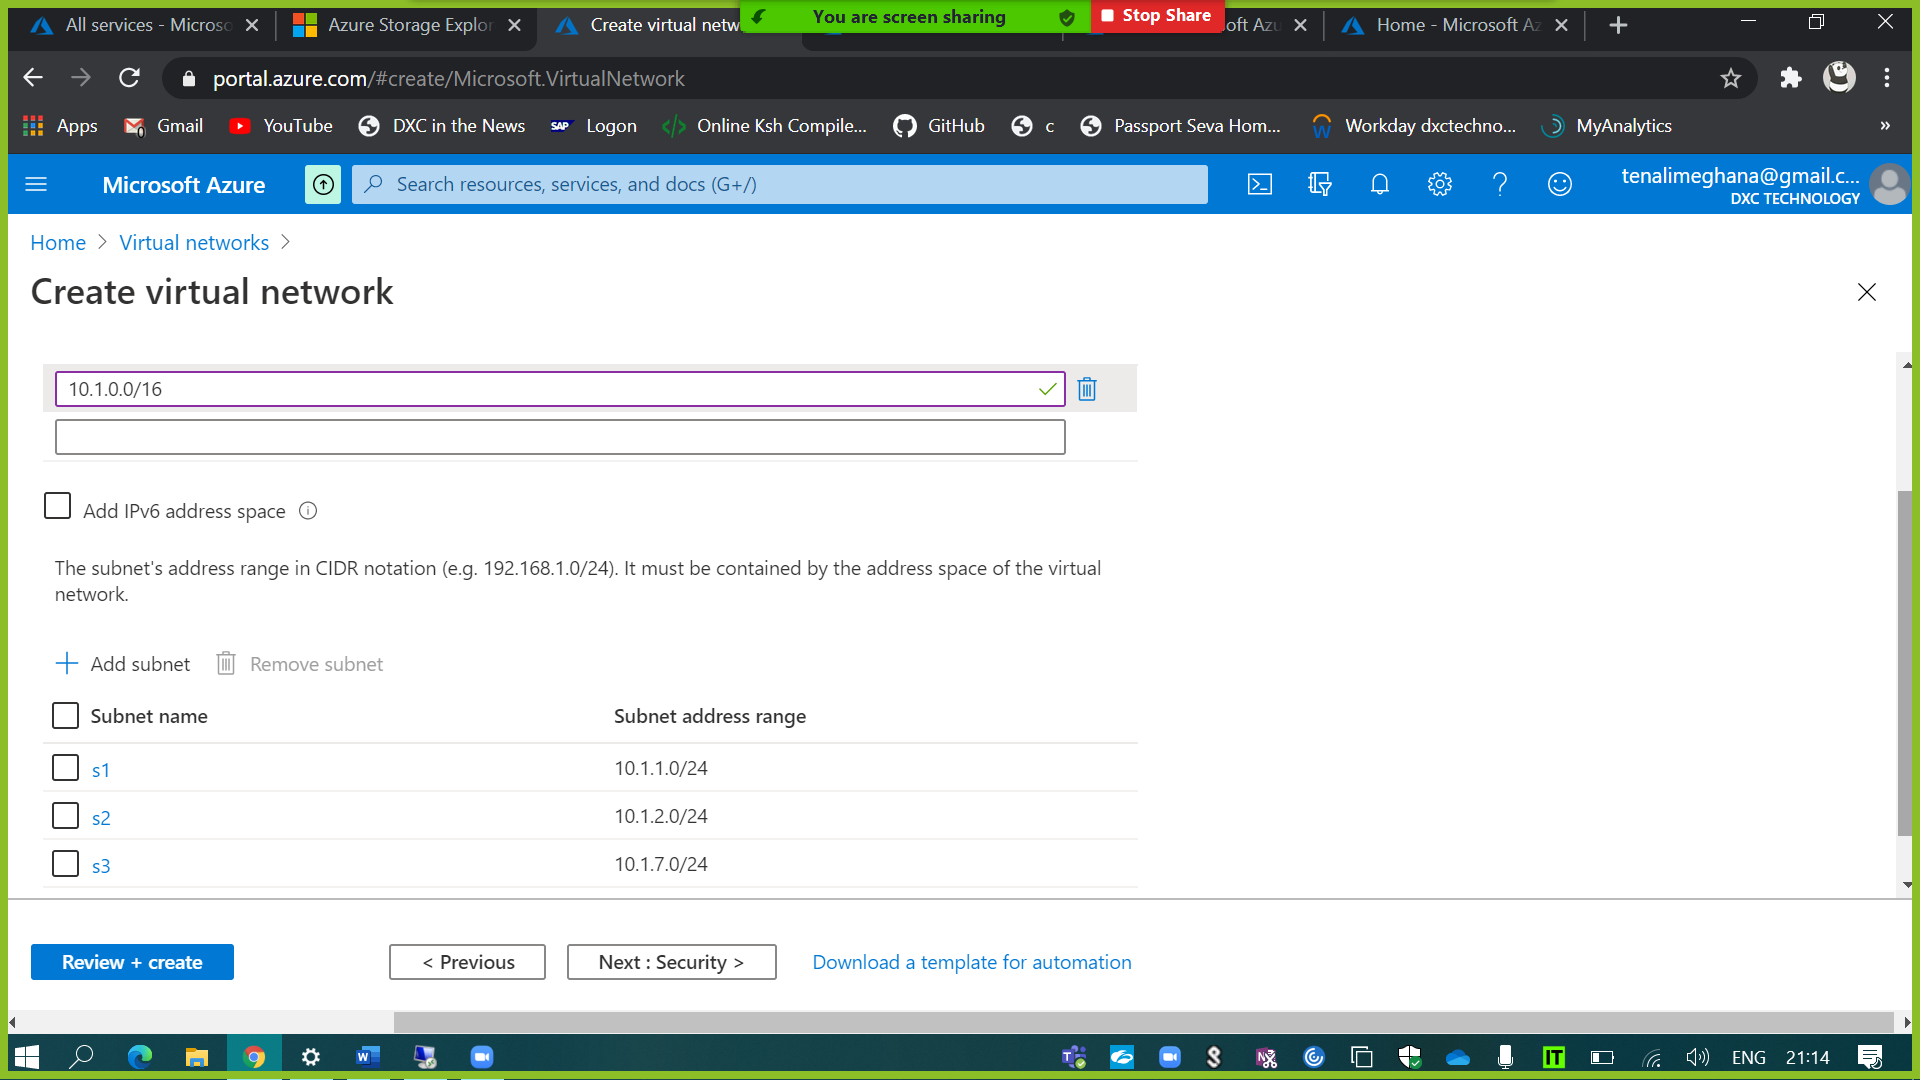 You are screen sharing
Stop Share
All services - Micros
Azure Storage Explor
Create virtual netw
oft Azu
Home - Microsoft Az
portal.azure.com/#create/Microsoft.VirtualNetwork
Apps
Gmail
YouTube
DXC in the News
SAP
Logon
Online Ksh Compile...
GitHub
c
Passport Seva Hom...
Workday dxctechno...
MyAnalytics
»
Microsoft Azure
Search resources, services, and docs (G+/)
tenalimeghana@gmail.c...
DXC TECHNOLOGY
Home > Virtual networks >
Create virtual network
10.1.0.0/16
Add IPv6 address space
The subnet's address range in CIDR notation (e.g. 192.168.1.0/24). It must be contained by the address space of the virtual
network.
+ Add subnet
Remove subnet
Subnet name
Subnet address range
s1
10.1.1.0/24
s2
10.1.2.0/24
s3
10.1.7.0/24
Review + create
< Previous
Next : Security >
Download a template for automation
ENG
21:14